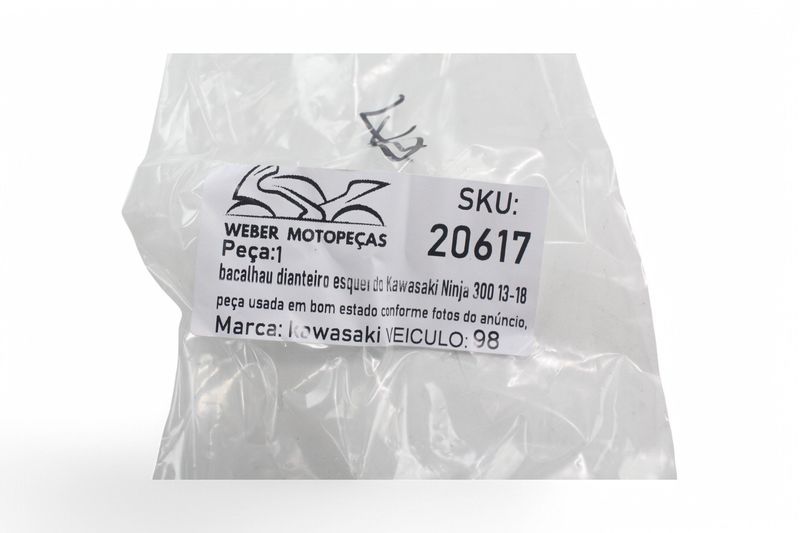 WEBER MOTOPEÇAS
SKU:
20617
Peça:1
bacalhau dianteiro do Kawasaki Ninja 300 13-18
peça usada em bom estado conforme fotos do anúncio,
Marca: kawasaki VEICULO: 98